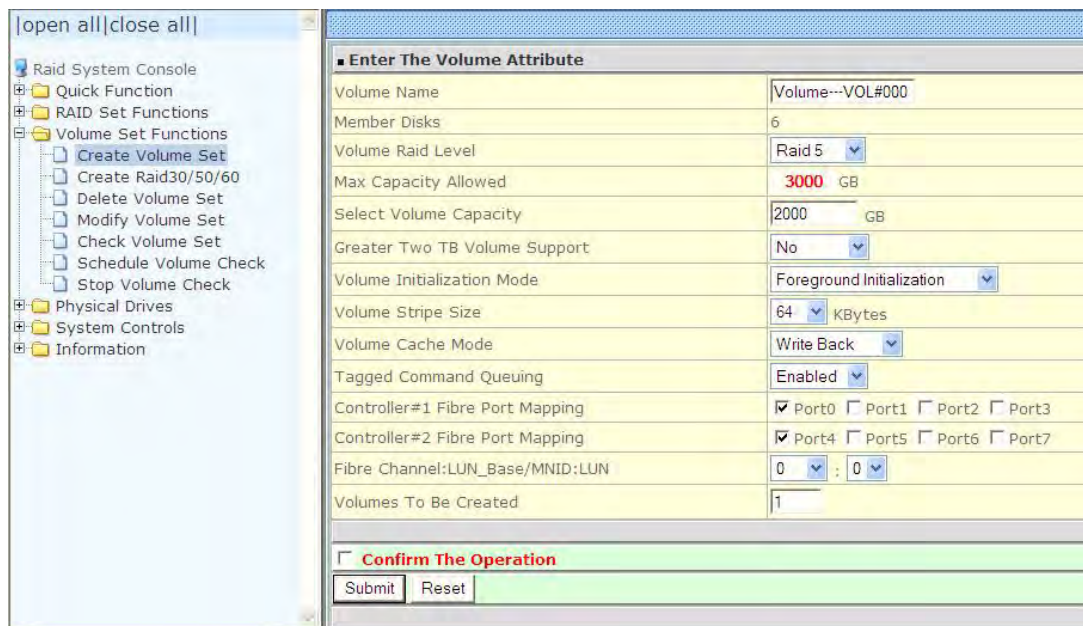 |open all|close all|
Raid System Console
Quick Function
RAID Set Functions
Volume Set Functions
Create Volume Set
Create Raid30/50/60
Delete Volume Set
Modify Volume Set
Check Volume Set
Schedule Volume Check
Stop Volume Check
Physical Drives
System Controls
Information
Enter The Volume Attribute
Volume Name Volume---VOL#000
Member Disks 6
Volume Raid Level Raid 5
Max Capacity Allowed 3000 GB
Select Volume Capacity 2000 GB
Greater Two TB Volume Support No
Volume Initialization Mode Foreground Initialization
Volume Stripe Size 64 KBytes
Volume Cache Mode Write Back
Tagged Command Queuing Enabled
Controller#1 Fibre Port Mapping Port0 Port1 Port2 Port3
Controller#2 Fibre Port Mapping Port4 Port5 Port6 Port7
Fibre Channel:LUN_Base/MNID:LUN 0 : 0
Volumes To Be Created 1
Confirm The Operation
Submit Reset